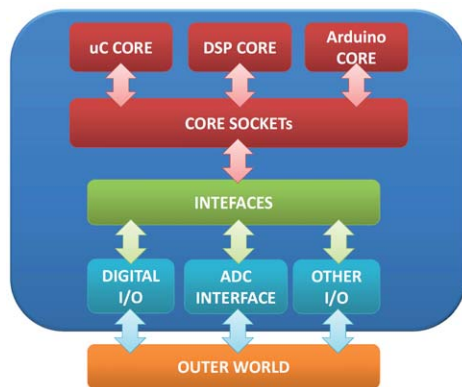 uC CORE
DSP CORE
Arduino
CORE
CORE SOCKETs
INTEFACES
DIGITAL
I/O
ADC
INTERFACE
OTHER
I/O
OUTER WORLD